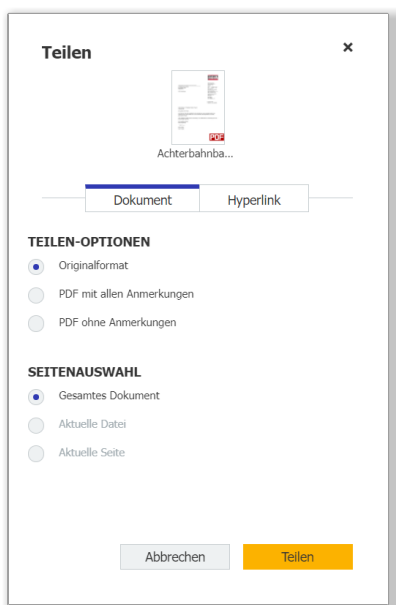 Teilen
×
PDF
Achterbahnba...
Dokument
Hyperlink
TEILEN-OPTIONEN
Originalformat
PDF mit allen Anmerkungen
PDF ohne Anmerkungen
SEITENAUSWAHL
Gesamtes Dokument
Aktuelle Datei
Aktuelle Seite
Abbrechen
Teilen